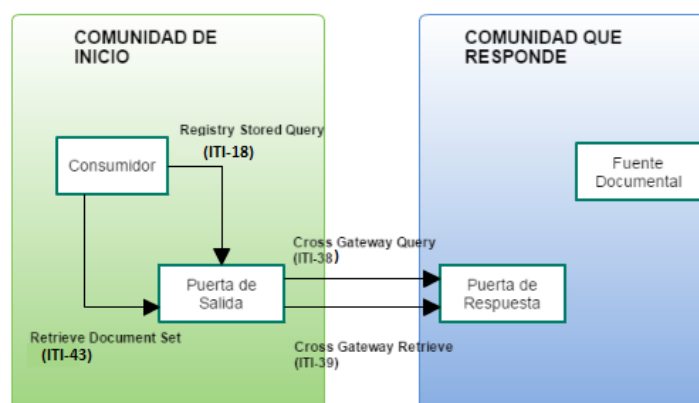 COMUNIDAD DE
INICIO
COMUNIDAD QUE
RESPONDE
Registry Stored Query
(ITI-18)
Consumidor
Fuente
Documental
Cross Gateway Query
(ITI-38)
Puerta de
Salida
Puerta de
Respuesta
Retrieve Document Set
(ITI-43)
Cross Gateway Retrieve
(ITI-39)